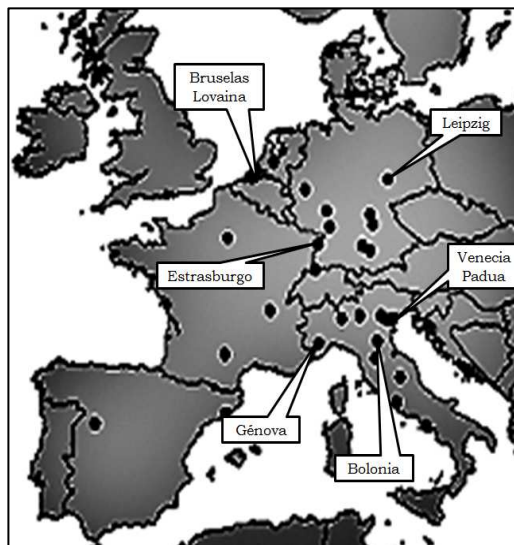 Bruselas
Lovaina
Leipzig
Estrasburgo
Venecia
Padua
Génova
Bolonia